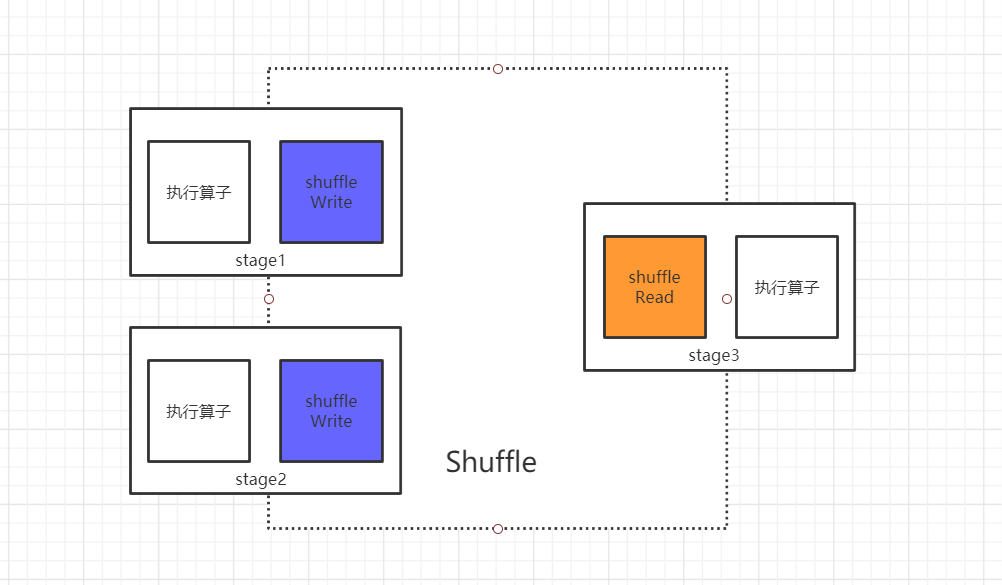 执行算子
shuffle
Write
stage1
执行算子
shuffle
Write
stage2
Shuffle
shuffle
Read
执行算子
stage3